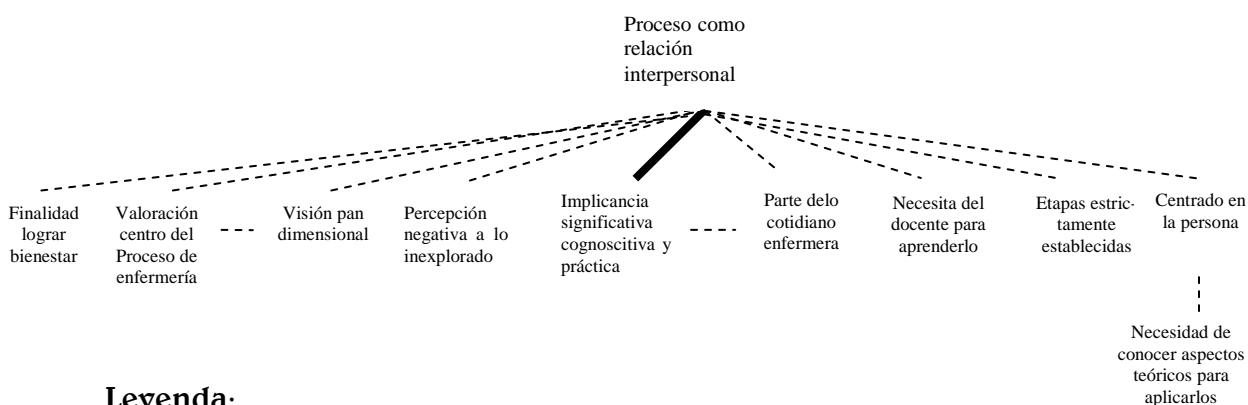 Proceso como
relación
interpersonal
Finalidad
lograr
bienestar
Valoración
centro del
Proceso de
enfermería
Visión pan
dimensional
Percepción
negativa a lo
inexplorado
Implicancia
significativa
cognoscitiva y
práctica
Parte delo
cotidiano
enfermera
Necesita del
docente para
aprenderlo
Etapas estric-
tamente
establecidas
Centrado en
la persona
Necesidad de
conocer aspectos
teóricos para
aplicarlos
Leyenda: